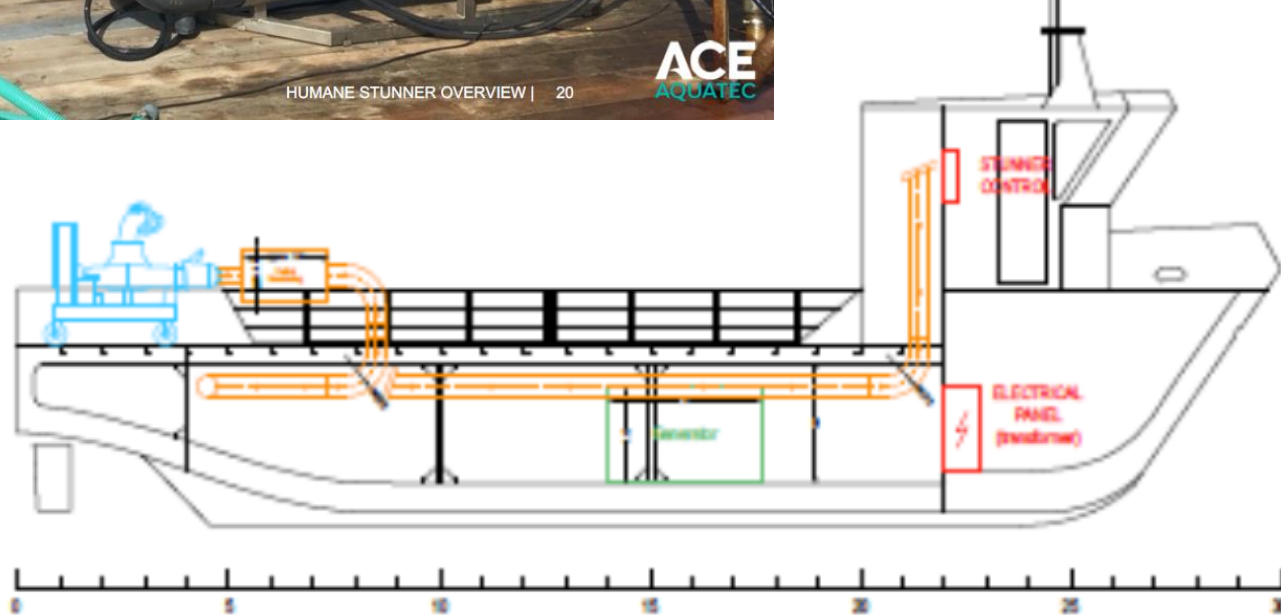 HUMANE STUNNER OVERVIEW | 20
ACE
AQUATEC
STUNNER
CONTROL
Generator
ELECTRICAL
PANEL
(transformer)
0 5 10 15 20 25